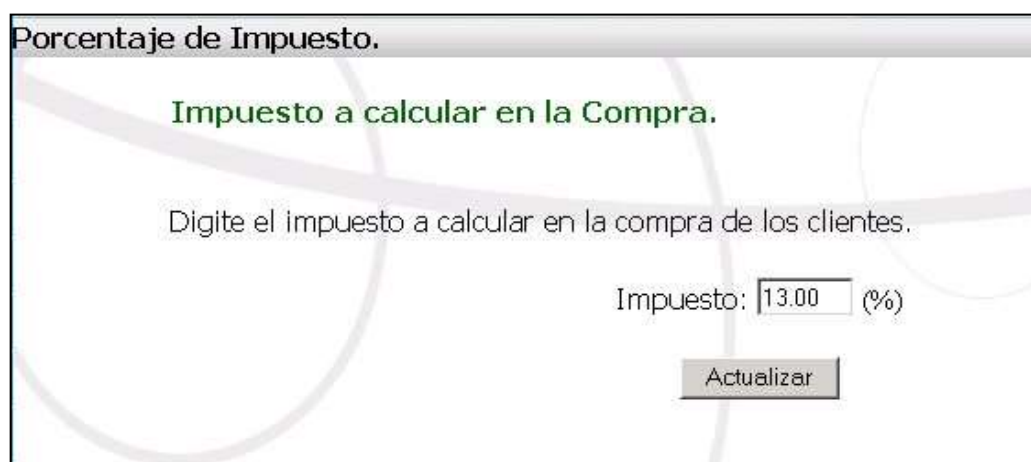 Porcentaje de Impuesto.
Impuesto a calcular en la Compra.
Digite el impuesto a calcular en la compra de los clientes.
Impuesto: 13.00 (%)
Actualizar